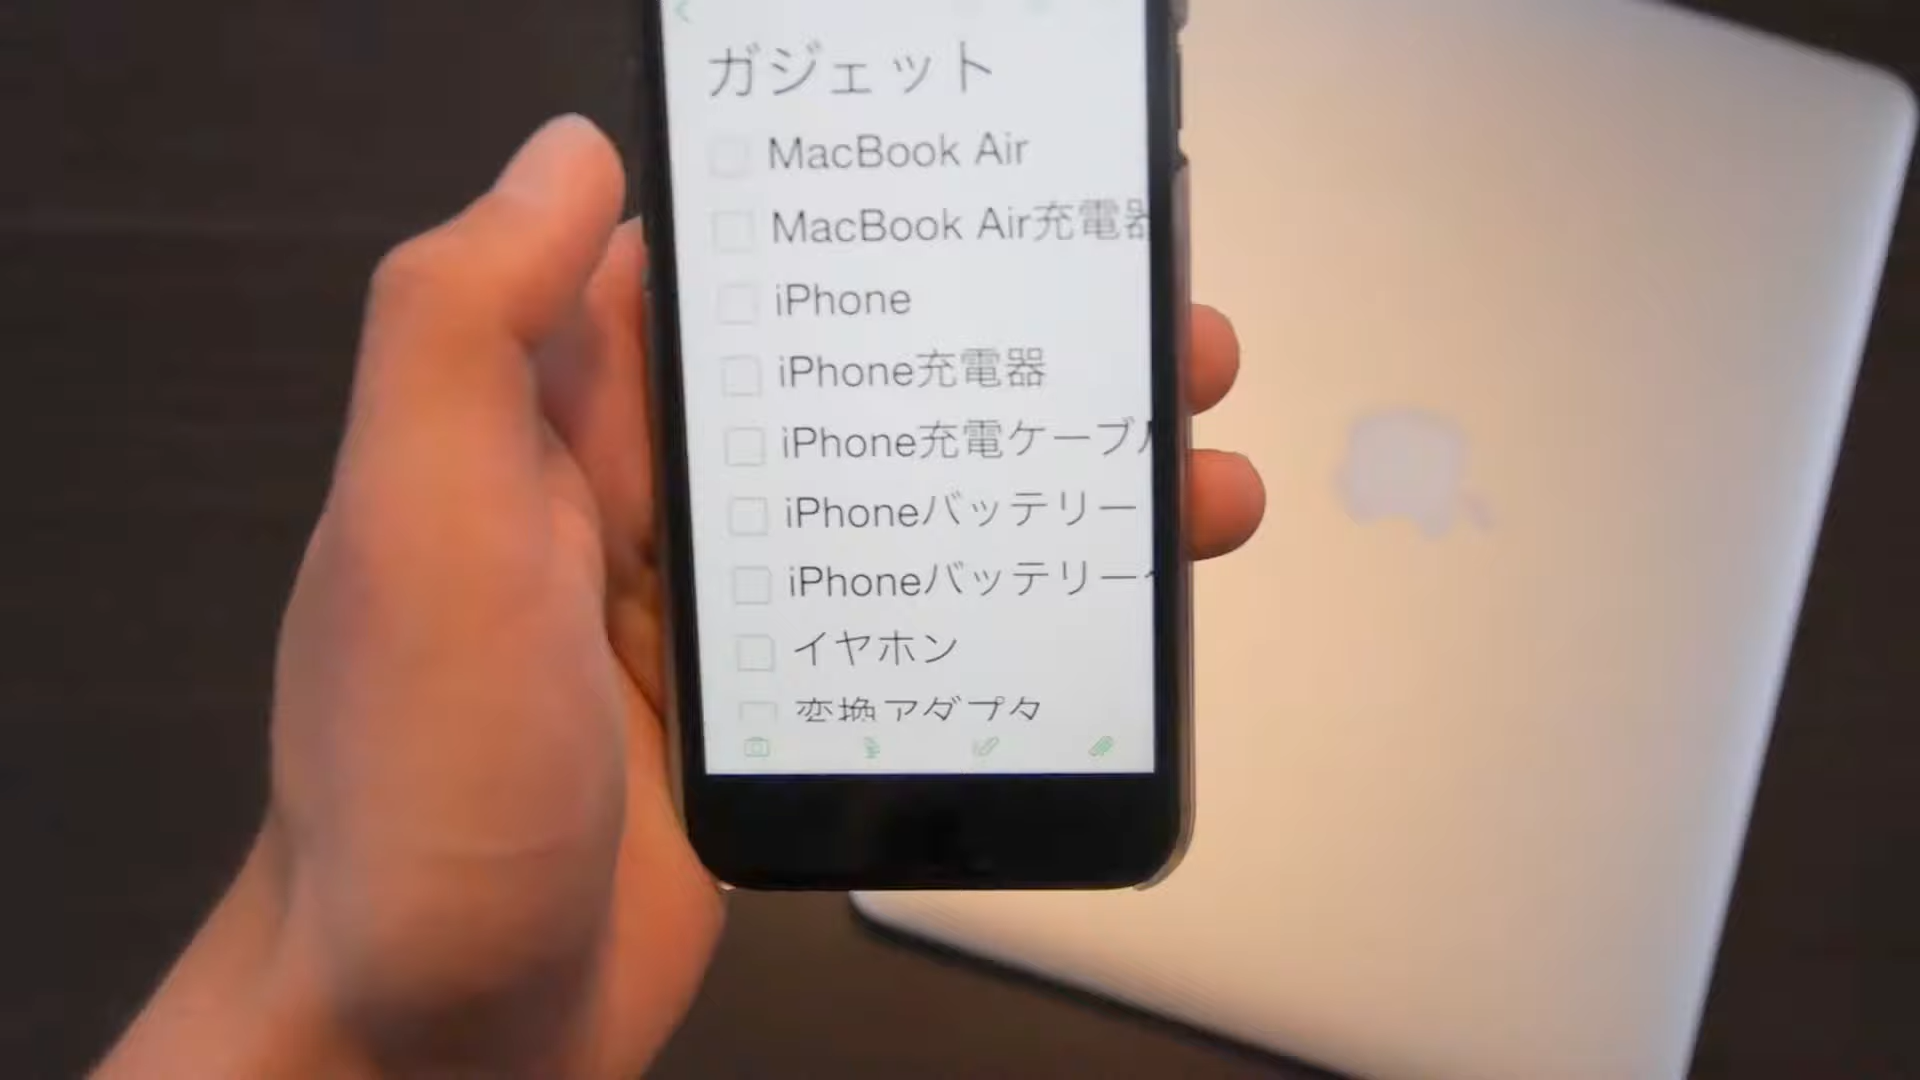 ガジェット
MacBook Air
MacBook Air充電器
iPhone
iPhone充電器
iPhone充電ケーブル
iPhoneバッテリー
iPhoneバッテリー
イヤホン
変換アダプタ